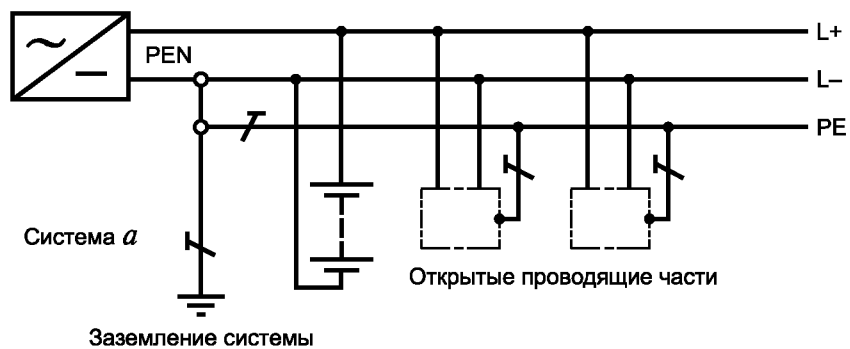 L+
PEN
L–
PE
Система a
Открытые проводящие части
Заземление системы